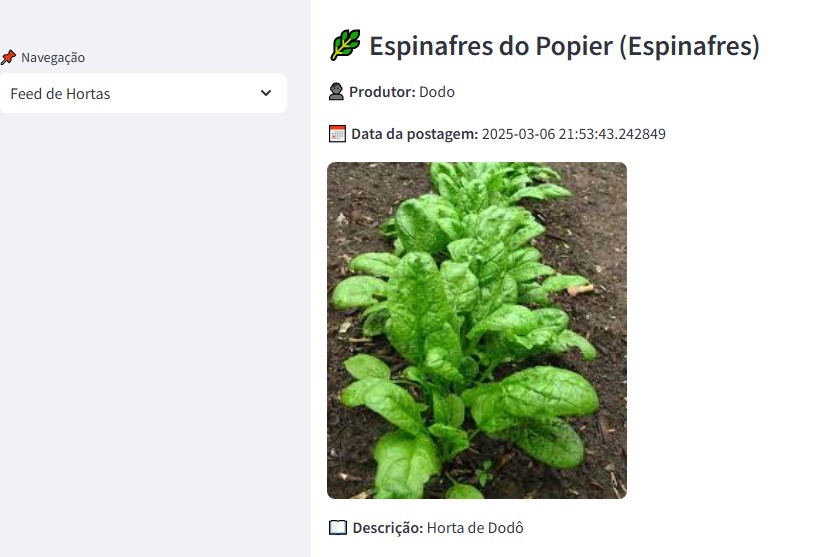 Navegação
Feed de Hortas
Espinafres do Popier (Espinafres)
Produtor: Dodo
Data da postagem: 2025-03-06 21:53:43.242849
Descrição: Horta de Dodô